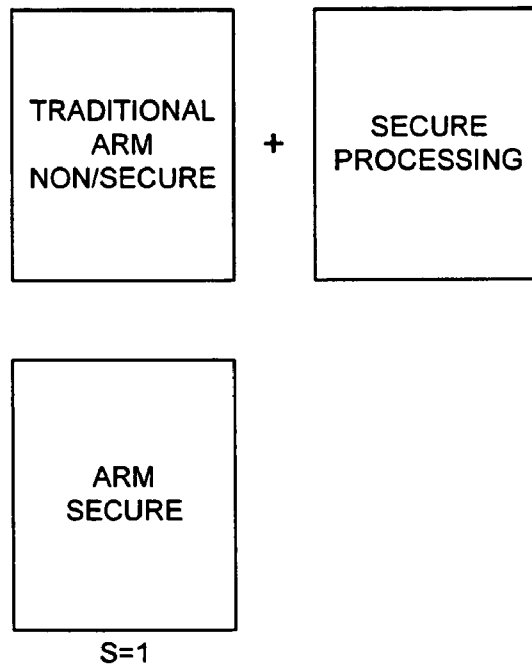 TRADITIONAL
ARM
NON/SECURE
+
SECURE
PROCESSING
ARM
SECURE
S=1